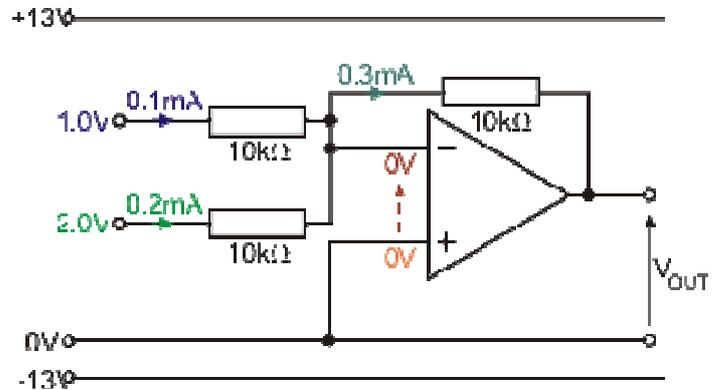 +13V
0.3mA
0.1mA
1.0V
10kΩ
10kΩ
−
0V
0.2mA
2.0V
10kΩ
+
0V
VOUT
0V
-13V